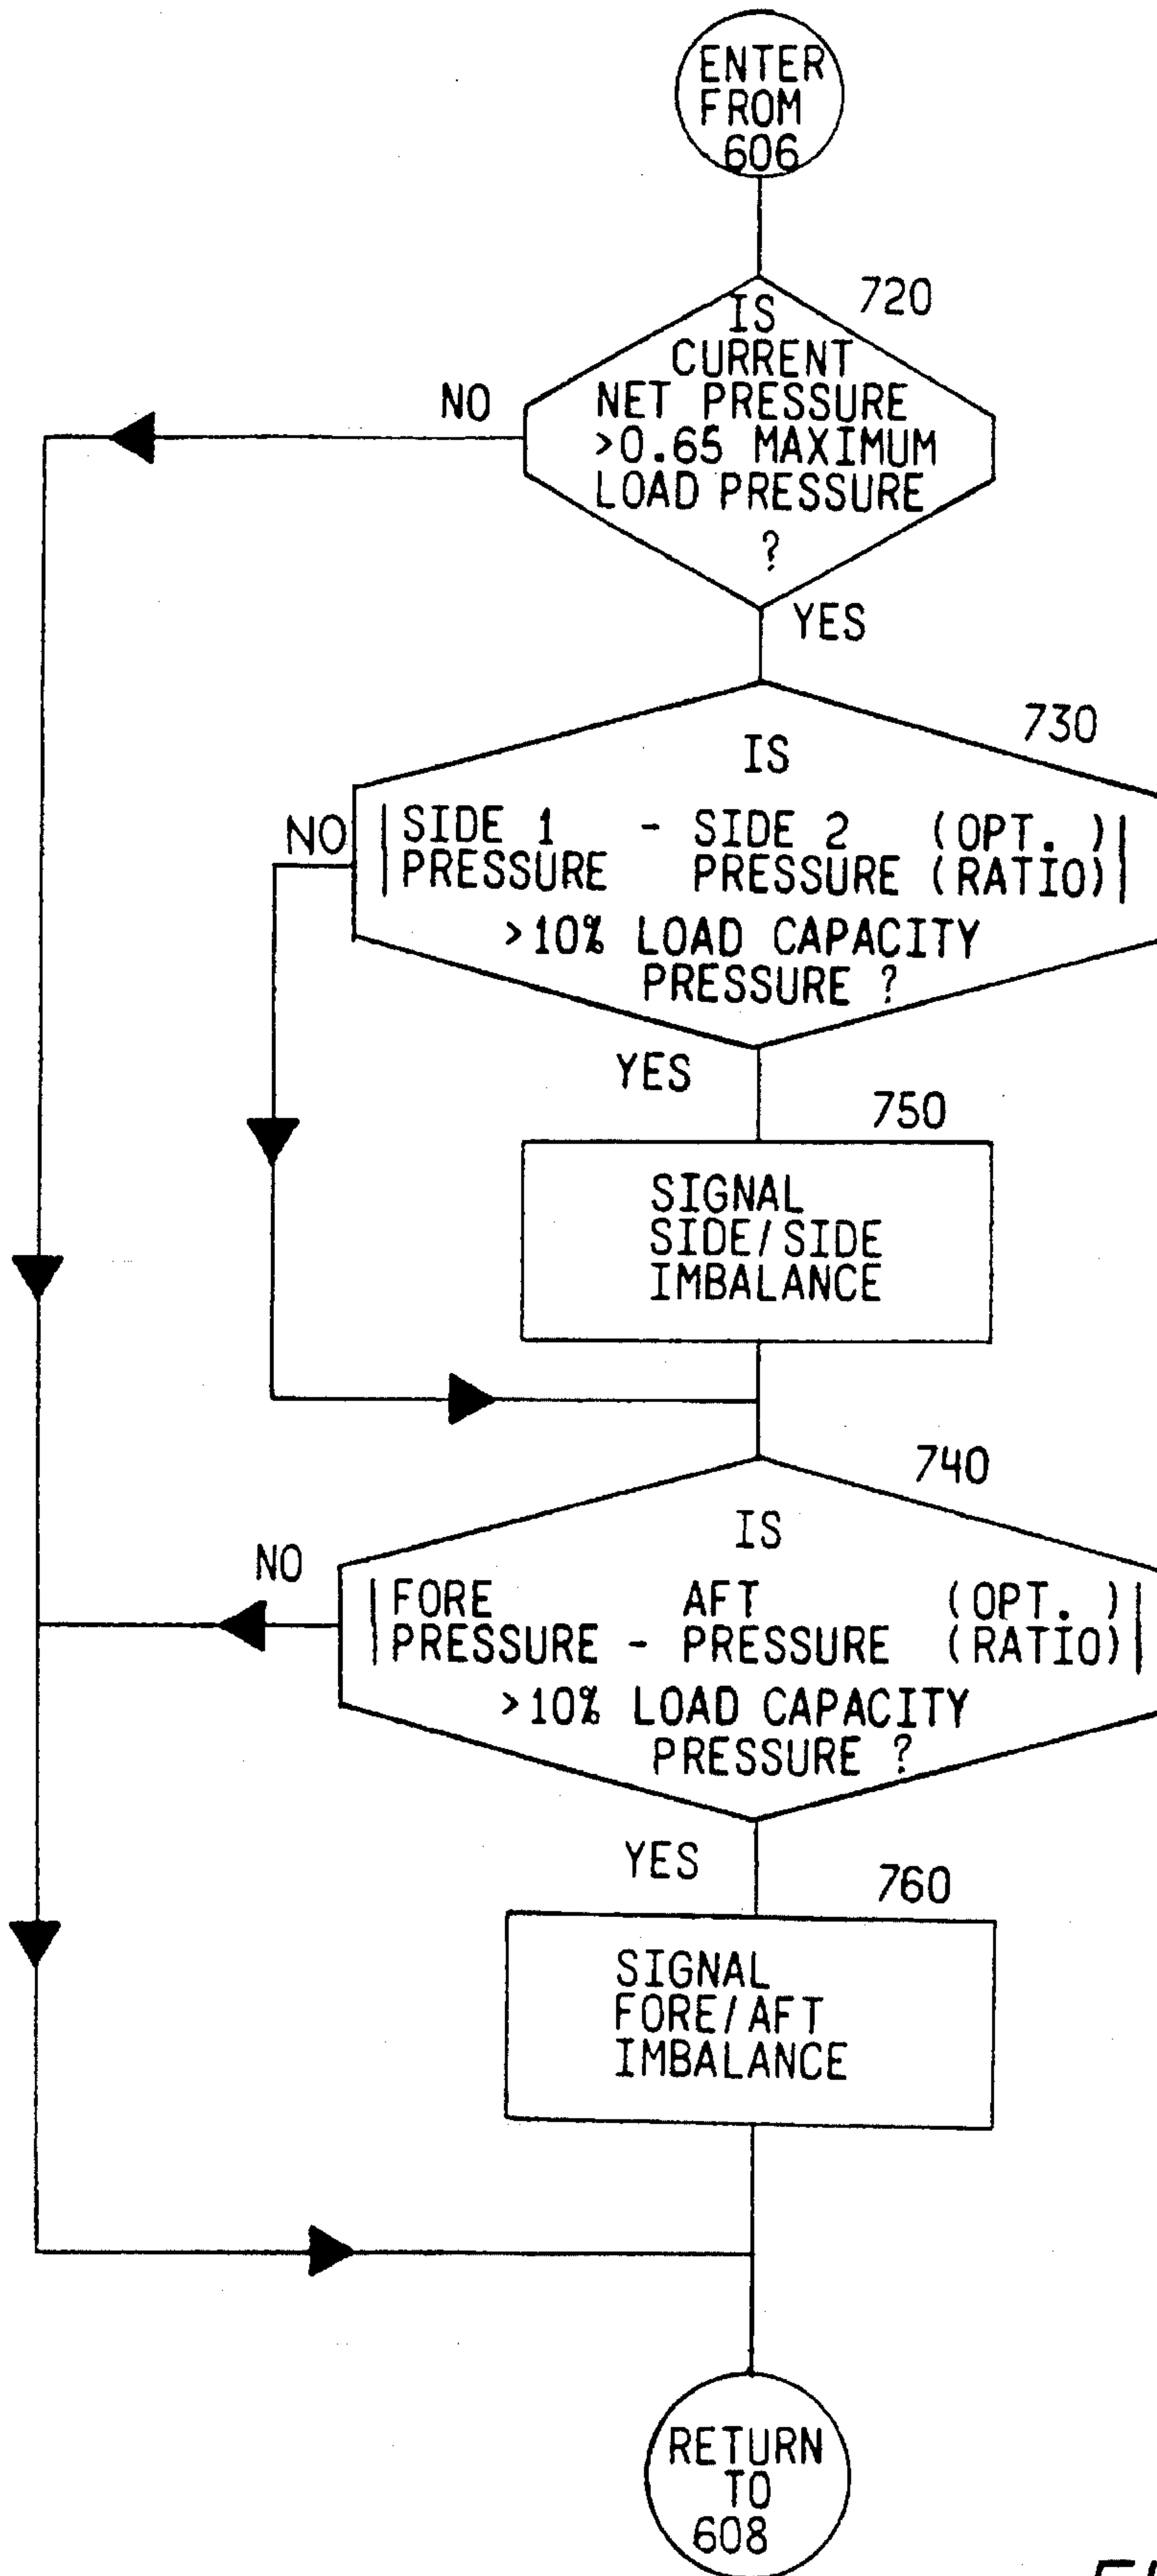 ENTER
FROM
606
720
IS
CURRENT
NET PRESSURE
>0.65 MAXIMUM
LOAD PRESSURE
?
NO
YES
730
IS
|SIDE 1 - SIDE 2 (OPT. )|
|PRESSURE PRESSURE (RATIO)|
>10% LOAD CAPACITY
PRESSURE ?
NO
YES
750
SIGNAL
SIDE/SIDE
IMBALANCE
740
IS
|FORE AFT (OPT. )|
|PRESSURE - PRESSURE (RATIO)|
>10% LOAD CAPACITY
PRESSURE ?
NO
YES
760
SIGNAL
FORE/AFT
IMBALANCE
RETURN
TO
608